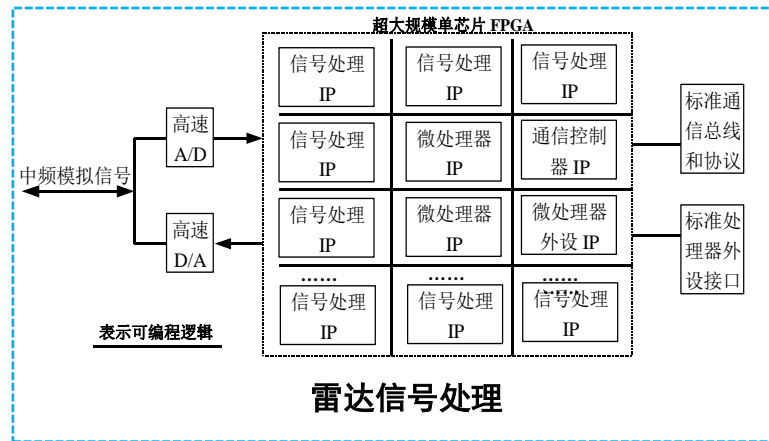 超大规模单芯片 FPGA
信号处理
IP
信号处理
IP
信号处理
IP
高速
A/D
信号处理
IP
微处理器
IP
通信控制
器 IP
标准通
信总线
和协议
中频模拟信号
高速
D/A
信号处理
IP
微处理器
IP
微处理器
外设 IP
标准处
理器外
设接口
......
......
......
......
信号处理
IP
信号处理
IP
信号处理
IP
表示可编程逻辑
雷达信号处理